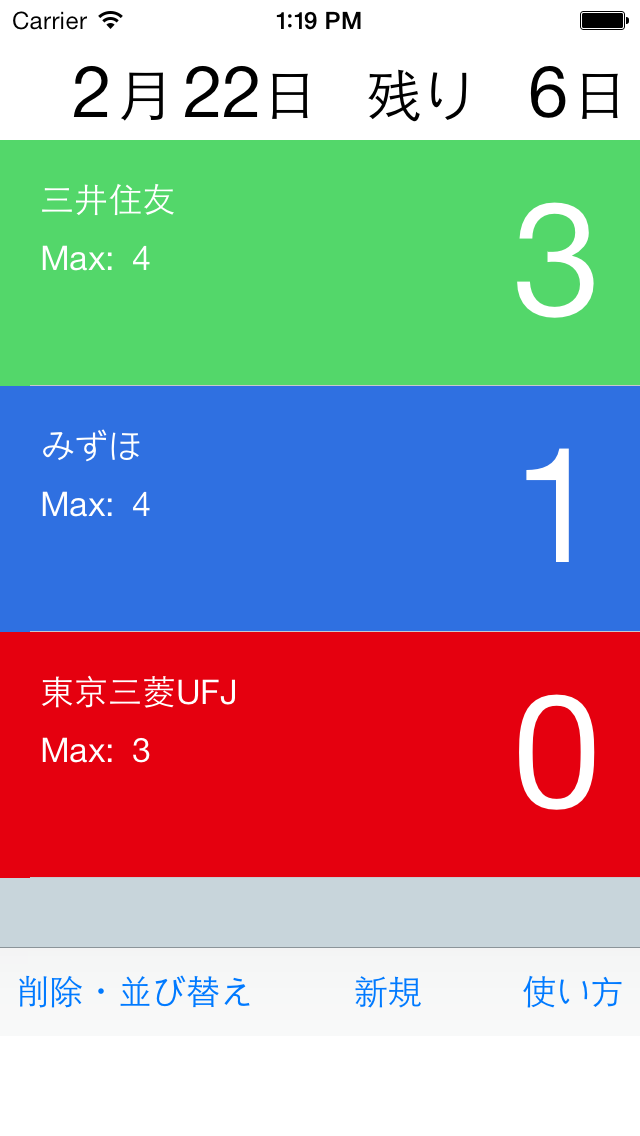 Carrier 1:19 PM
2月22日 残り 6日
三井住友
Max: 4
3
みずほ
Max: 4
1
東京三菱UFJ
Max: 3
0
削除・並び替え 新規 使い方